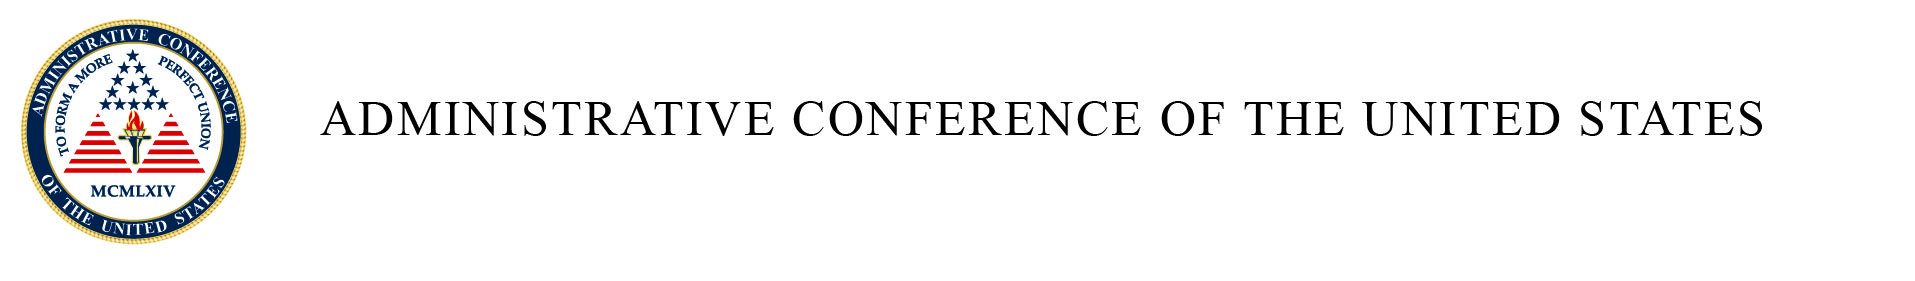 ADMINISTRATIVE CONFERENCE
TO FORM A MORE PERFECT UNION
MCMLXIV
OF THE UNITED STATES
ADMINISTRATIVE CONFERENCE OF THE UNITED STATES